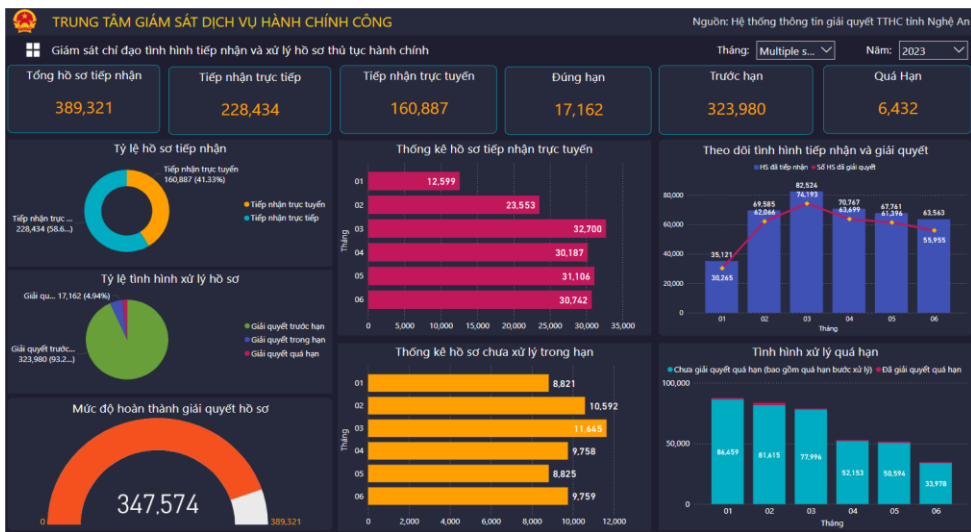 TRUNG TÂM GIÁM SÁT DỊCH VỤ HÀNH CHÍNH CÔNG
Nguồn: Hệ thống thông tin giải quyết TTHC tỉnh Nghệ An
Giám sát chỉ đạo tình hình tiếp nhận và xử lý hồ sơ thủ tục hành chính
Tháng: Multiple s...
Năm: 2023
Tổng hồ sơ tiếp nhận
389,321
Tiếp nhận trực tiếp
228,434
Tiếp nhận trực tuyến
160,887
Đúng hạn
17,162
Trước hạn
323,980
Quá Hạn
6,432
Tỷ lệ hồ sơ tiếp nhận
Tiếp nhận trực tuyến
160,887 (41.33%)
Tiếp nhận trực ...
228,434 (58.6...)
Tiếp nhận trực tuyến
Tiếp nhận trực tiếp
Tỷ lệ tình hình xử lý hồ sơ
Giải qu... 17,162 (4.94%)
Giải quyết trước...
323,980 (93.2...)
Giải quyết trước hạn
Giải quyết trong hạn
Giải quyết quá hạn
Mức độ hoàn thành giải quyết hồ sơ
347,574
0
389,321
Thống kê hồ sơ tiếp nhận trực tuyến
Tháng
01 12,599
02 23,553
03 32,700
04 30,187
05 31,106
06 30,742
0 5,000 10,000 15,000 20,000 25,000 30,000 35,000
Thống kê hồ sơ chưa xử lý trong hạn
Tháng
01 8,821
02 10,592
03 11,645
04 9,758
05 8,825
06 9,759
0 2,000 4,000 6,000 8,000 10,000 12,000
Theo dõi tình hình tiếp nhận và giải quyết
HS đã tiếp nhận Số HS đã giải quyết
80,000
60,000
40,000
20,000
0
35,121
69,585
82,524
70,767
67,761
63,563
30,265
62,066
74,193
63,699
61,396
55,955
01 02 03 04 05 06
Tháng
Tình hình xử lý quá hạn
Chưa giải quyết quá hạn (bao gồm quá hạn bước xử lý) Đã giải quyết quá hạn
100,000
50,000
0
86,459
81,615
77,996
52,153
50,594
33,978
01 02 03 04 05 06
Tháng